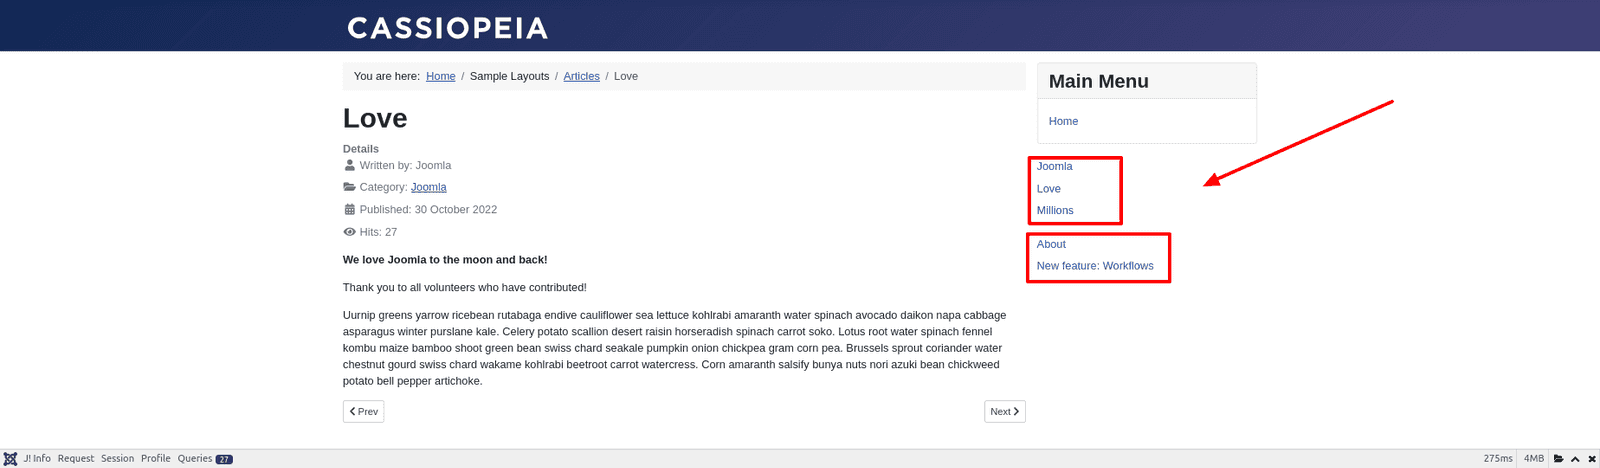 CASSIOPEIA
You are here: Home / Sample Layouts / Articles / Love
Love
Details
Written by: Joomla
Category: Joomla
Published: 30 October 2022
Hits: 27
We love Joomla to the moon and back!
Thank you to all volunteers who have contributed!
Uurnip greens yarrow ricebean rutabaga endive cauliflower sea lettuce kohlrabi amaranth water spinach avocado daikon napa cabbage
asparagus winter purslane kale. Celery potato scallion desert raisin horseradish spinach carrot soko. Lotus root water spinach fennel
kombu maize bamboo shoot green bean swiss chard seakale pumpkin onion chickpea gram corn pea. Brussels sprout coriander water
chestnut gourd swiss chard wakame kohlrabi beetroot carrot watercress. Corn amaranth salsify bunya nuts nori azuki bean chickweed
potato bell pepper artichoke.
Prev
Next
Main Menu
Home
Joomla
Love
Millions
About
New feature: Workflows
J! Info Request Session Profile Queries 27
275ms 4MB